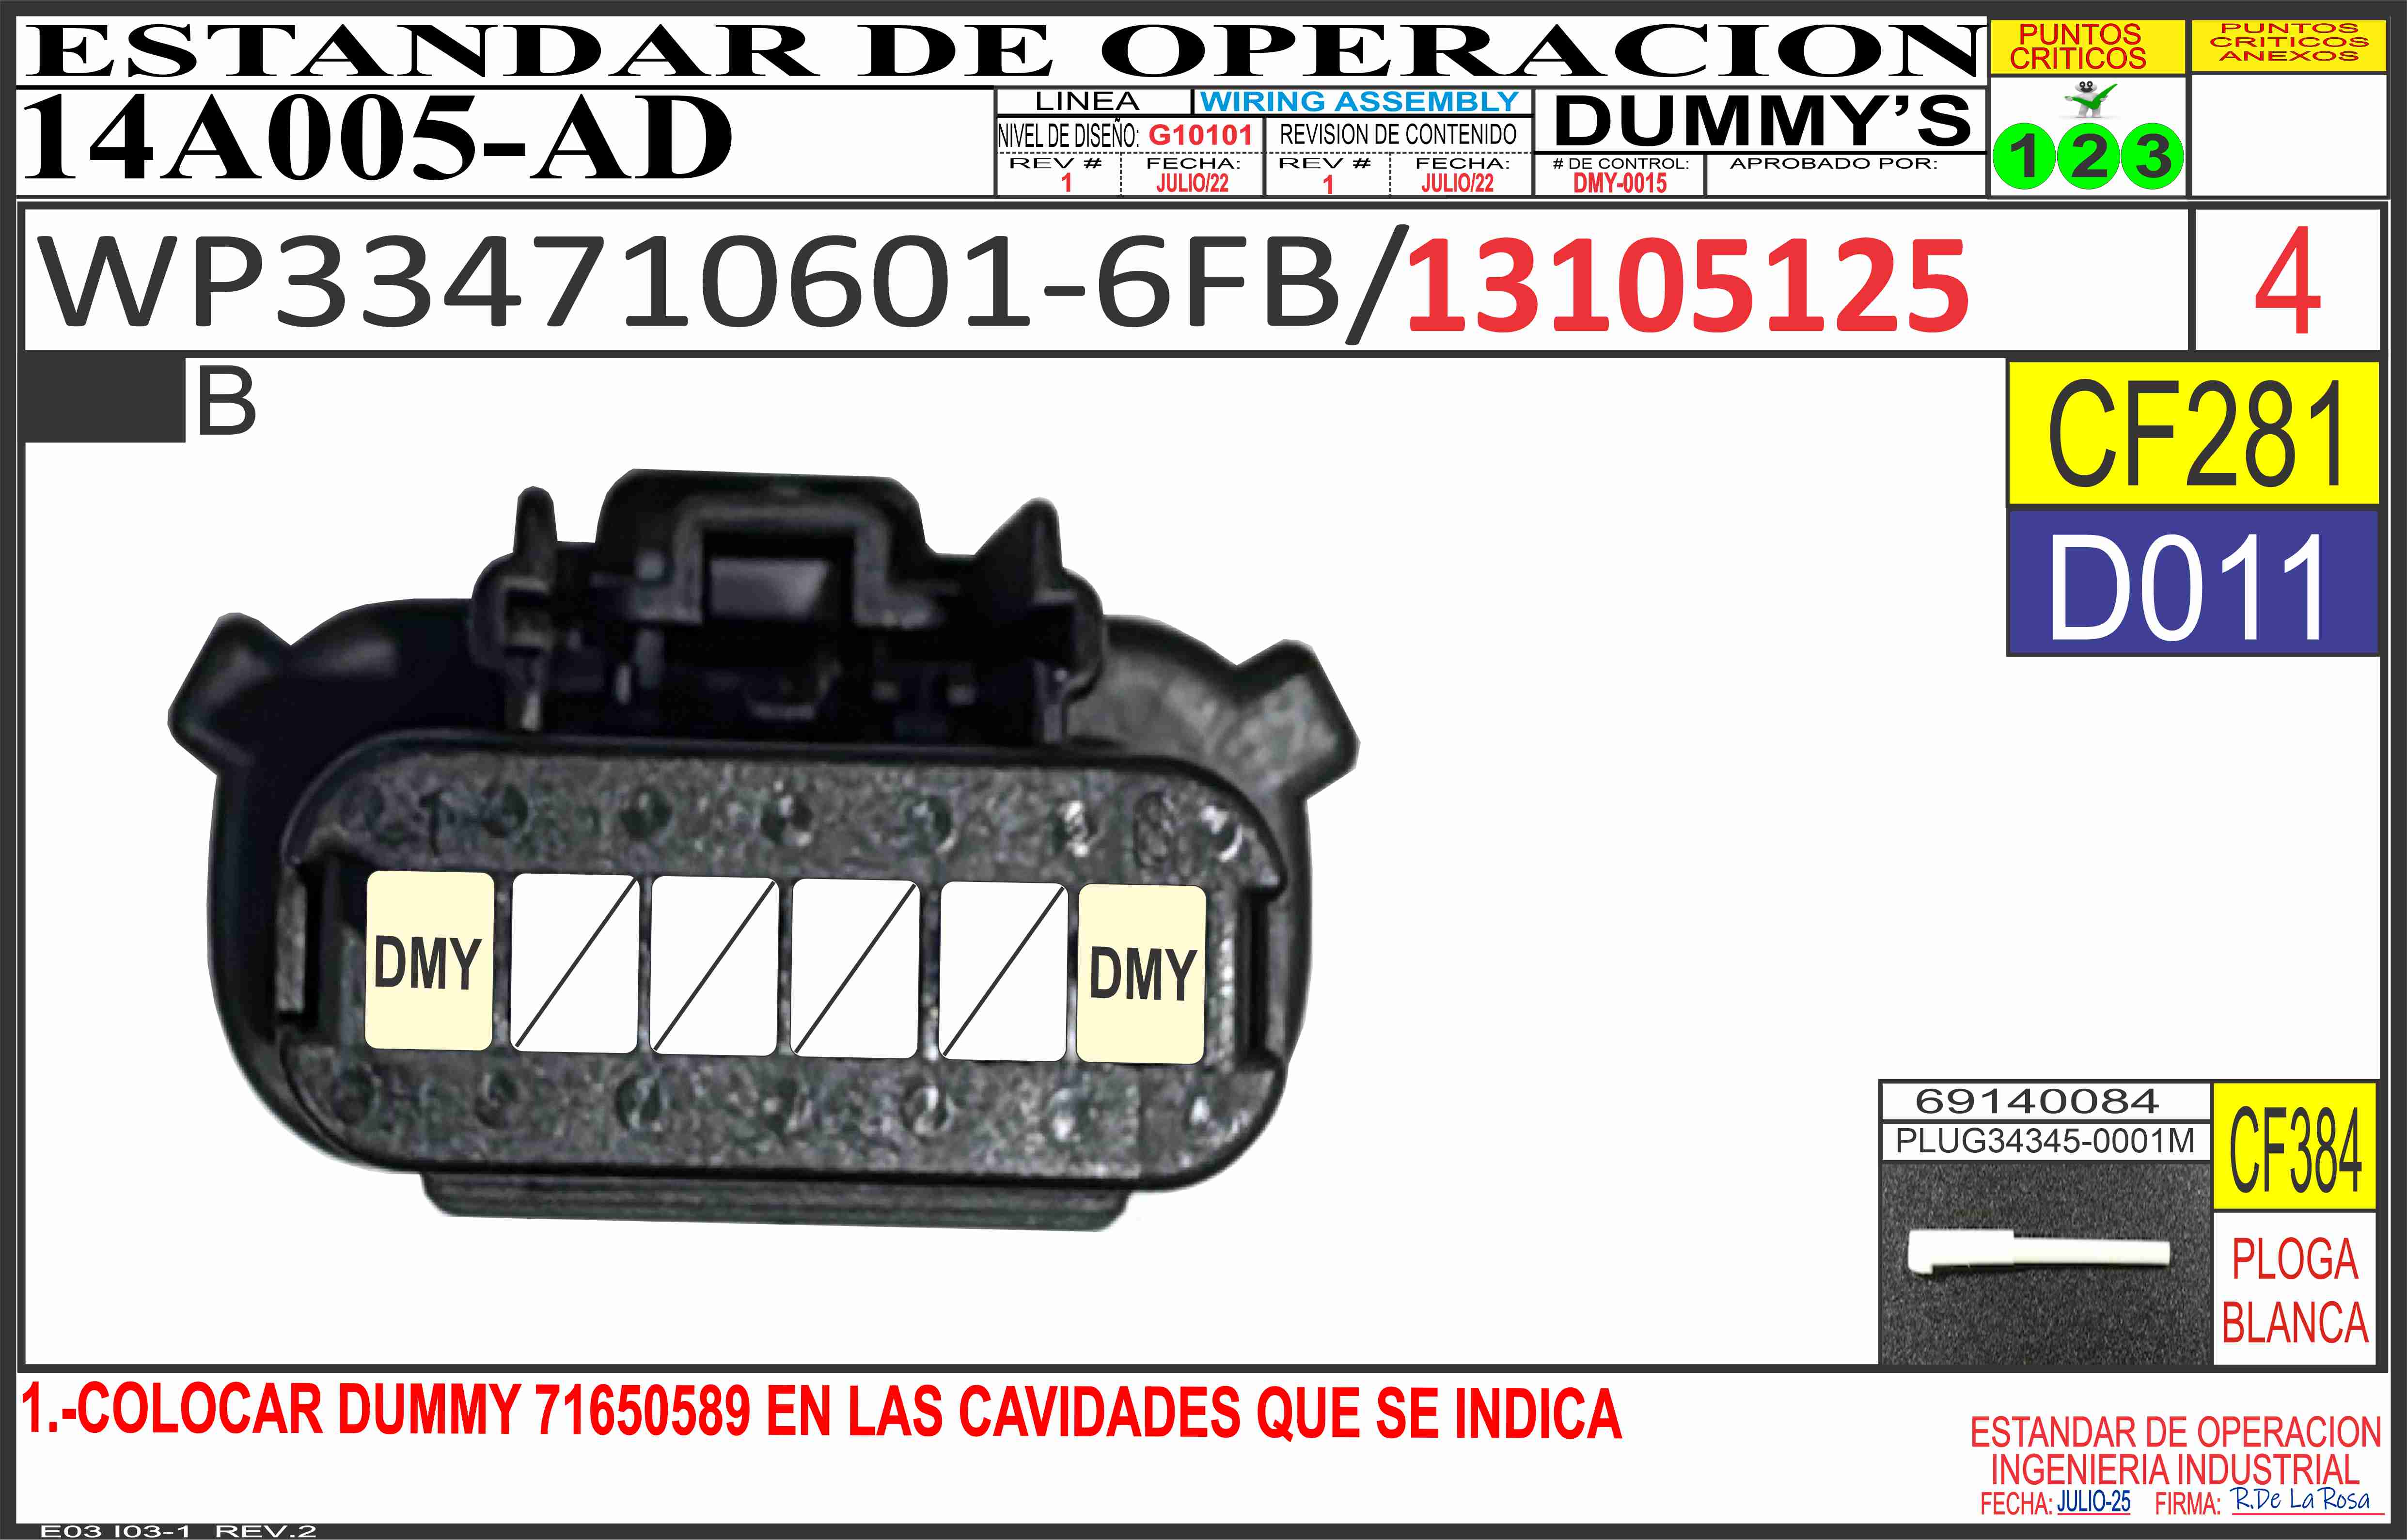 ESTANDAR DE OPERACION
PUNTOS CRITICOS
PUNTOS CRITICOS ANEXOS
14A005-AD
LINEA
WIRING ASSEMBLY
NIVEL DE DISEÑO: G10101
REVISION DE CONTENIDO
REV #
1
FECHA:
JULIO/22
REV #
1
FECHA:
JULIO/22
DUMMY'S
# DE CONTROL:
DMY-0015
APROBADO POR:
1 2 3
WP334710601-6FB/13105125
4
B
CF281
D011
1
6
DMY
DMY
69140084
PLUG34345-0001M
CF384
PLOGA
BLANCA
1.-COLOCAR DUMMY 71650589 EN LAS CAVIDADES QUE SE INDICA
ESTANDAR DE OPERACION
INGENIERIA INDUSTRIAL
FECHA: JULIO-25 FIRMA: R.De La Rosa
E03 I03-1 REV.2